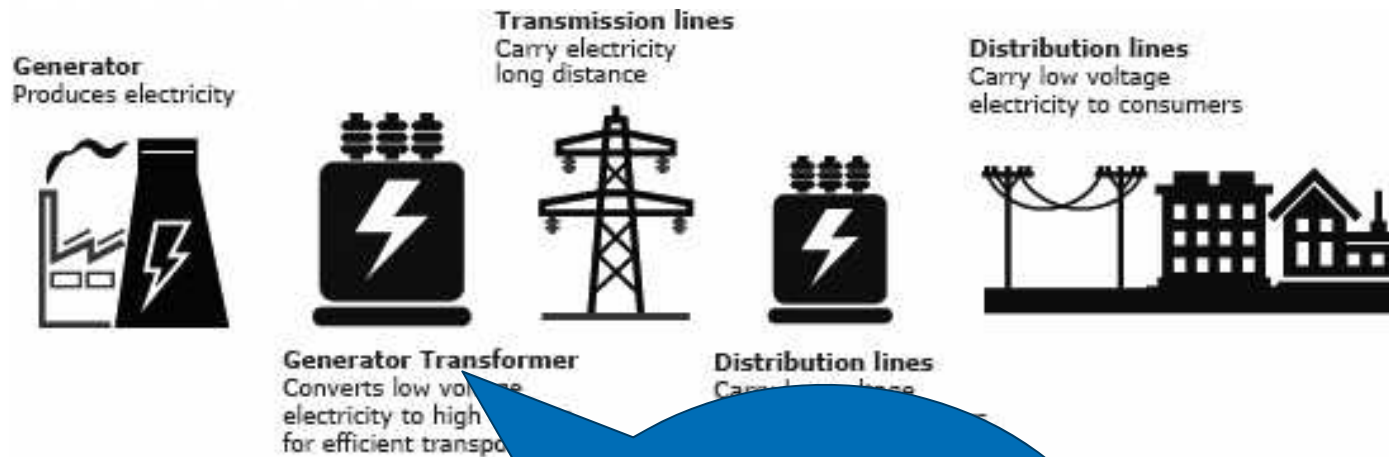 Generator
Produces electricity
Transmission lines
Carry electricity
long distance
Distribution lines
Carry low voltage
electricity to consumers
Generator Transformer
Converts low
electricity to high
for efficient
Distribution lines